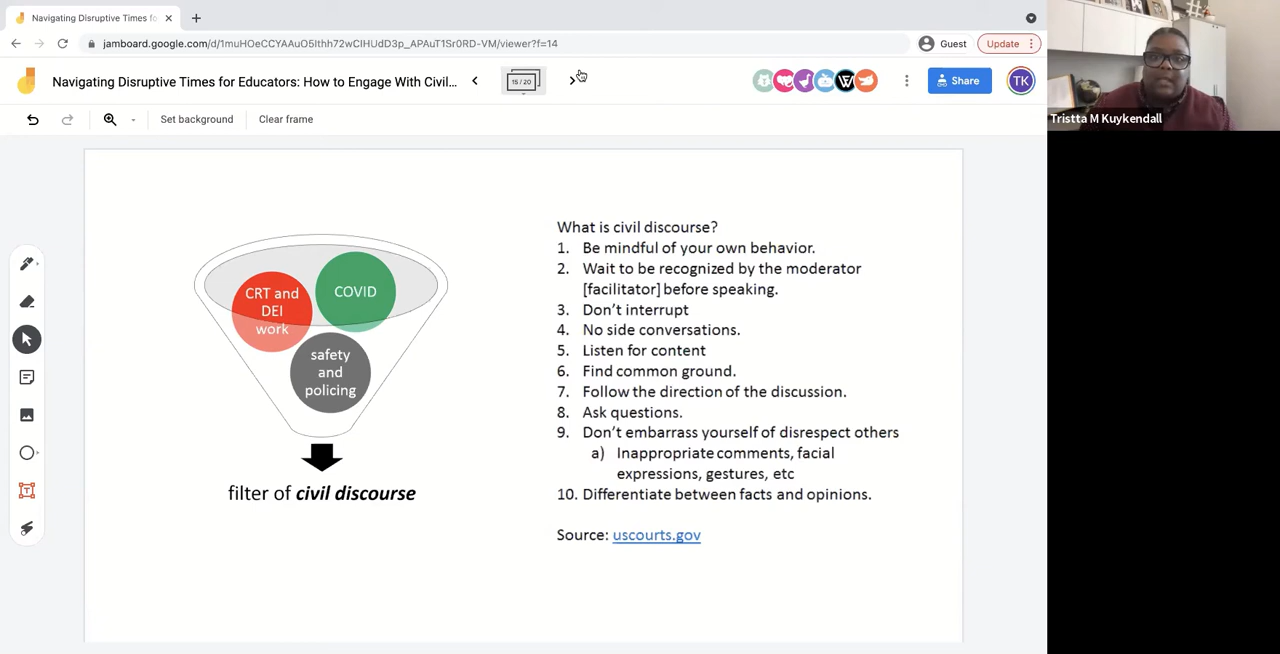 Navigating Disruptive Times fo
jamboard.google.com/d/1muHOeCCYAAuO5Ithh72wCIHUdD3p_APAuT1Sr0RD-VM/viewer?f=14
Guest
Update
Navigating Disruptive Times for Educators: How to Engage With Civil...
15 / 20
Share
TK
Set background
Clear frame
Tristta M Kuykendall
CRT and
DEI
work
COVID
safety
and
policing
filter of civil discourse
What is civil discourse?
1. Be mindful of your own behavior.
2. Wait to be recognized by the moderator
[facilitator] before speaking.
3. Don't interrupt
4. No side conversations.
5. Listen for content
6. Find common ground.
7. Follow the direction of the discussion.
8. Ask questions.
9. Don't embarrass yourself of disrespect others
a) Inappropriate comments, facial
expressions, gestures, etc
10. Differentiate between facts and opinions.
Source: uscourts.gov